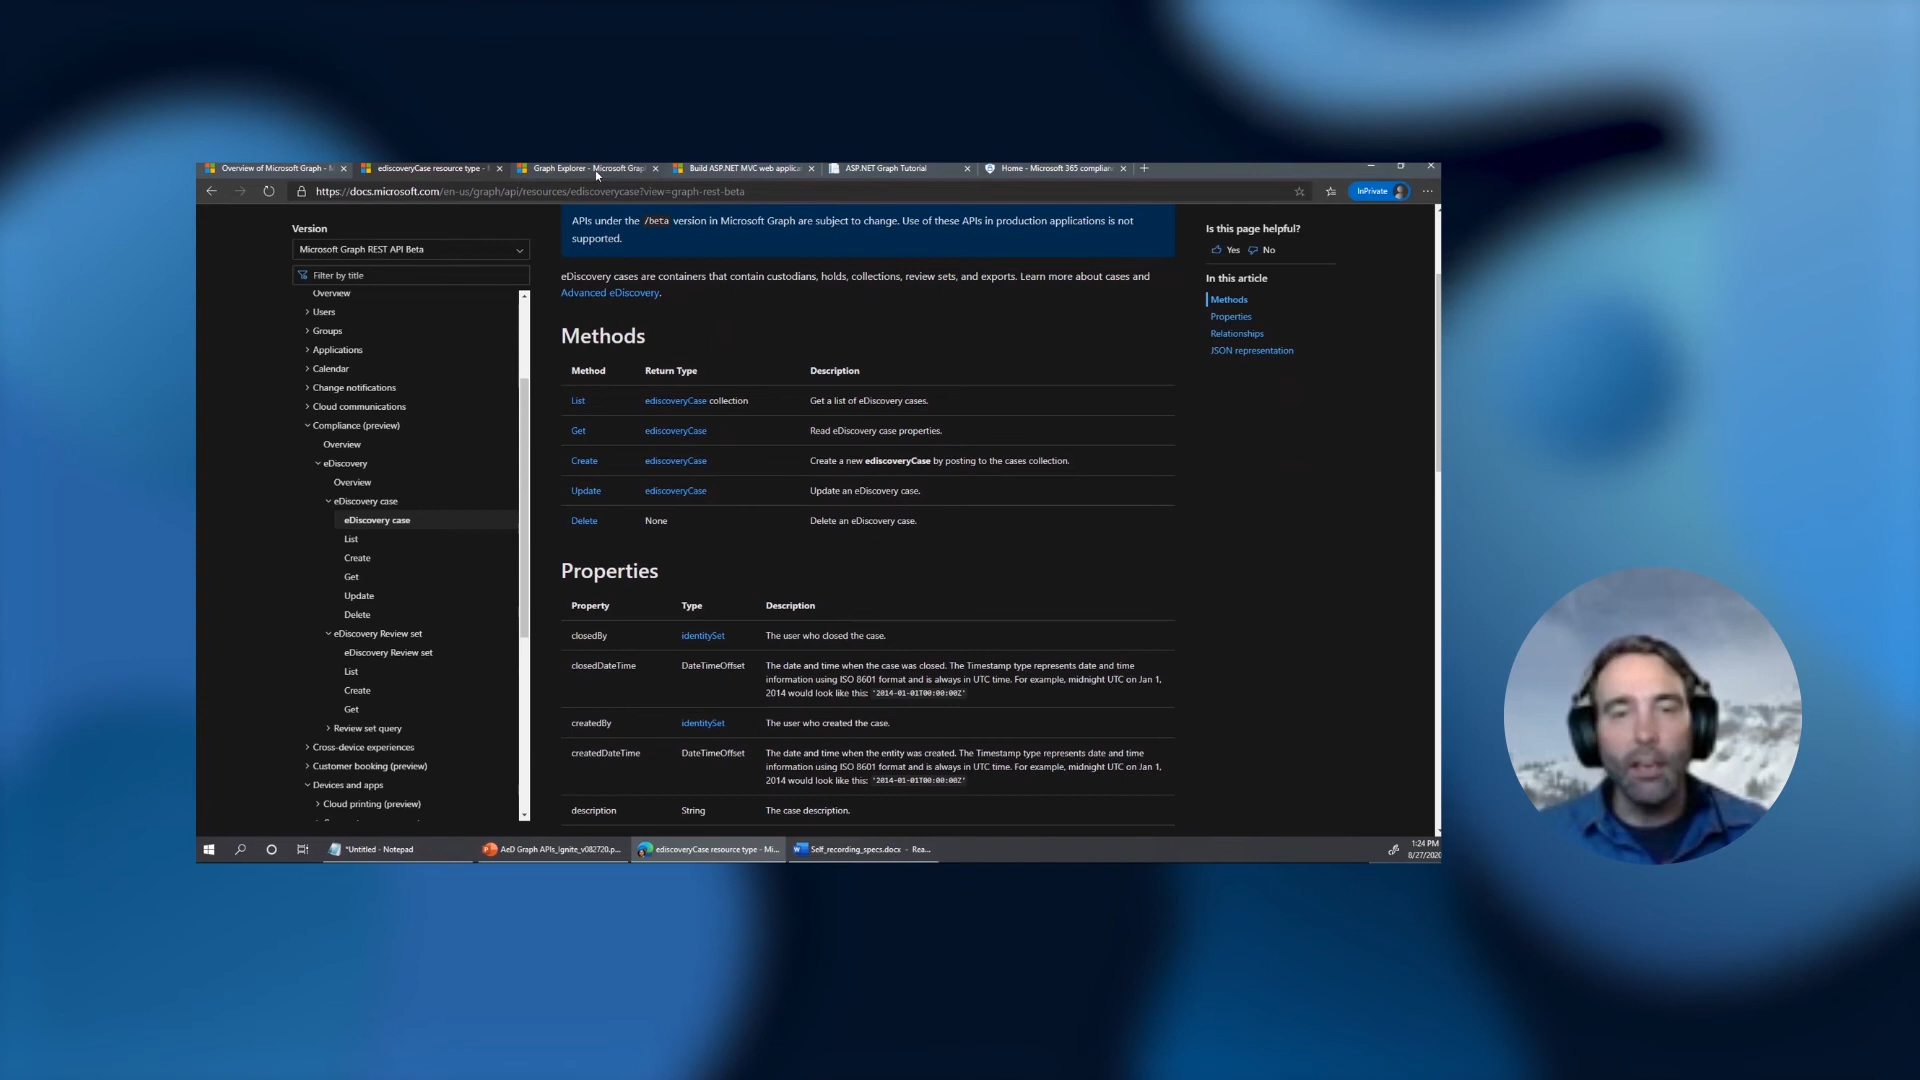 Overview of Microsoft Graph - M
ediscoveryCase resource type -
Graph Explorer - Microsoft Grap
Build ASP.NET MVC web applica
ASP.NET Graph Tutorial
Home - Microsoft 365 complian
https://docs.microsoft.com/en-us/graph/api/resources/ediscoverycase?view=graph-rest-beta
InPrivate
Version
Microsoft Graph REST API Beta
Filter by title
Overview
Users
Groups
Applications
Calendar
Change notifications
Cloud communications
Compliance (preview)
Overview
eDiscovery
Overview
eDiscovery case
eDiscovery case
List
Create
Get
Update
Delete
eDiscovery Review set
eDiscovery Review set
List
Create
Get
Review set query
Cross-device experiences
Customer booking (preview)
Devices and apps
Cloud printing (preview)
APIs under the /beta version in Microsoft Graph are subject to change. Use of these APIs in production applications is not
supported.
eDiscovery cases are containers that contain custodians, holds, collections, review sets, and exports. Learn more about cases and
Advanced eDiscovery.
Methods
Method Return Type Description
List ediscoveryCase collection Get a list of eDiscovery cases.
Get ediscoveryCase Read eDiscovery case properties.
Create ediscoveryCase Create a new ediscoveryCase by posting to the cases collection.
Update ediscoveryCase Update an eDiscovery case.
Delete None Delete an eDiscovery case.
Properties
Property Type Description
closedBy identitySet The user who closed the case.
closedDateTime DateTimeOffset The date and time when the case was closed. The Timestamp type represents date and time
information using ISO 8601 format and is always in UTC time. For example, midnight UTC on Jan 1,
2014 would look like this: '2014-01-01T00:00:00Z'
createdBy identitySet The user who created the case.
createdDateTime DateTimeOffset The date and time when the entity was created. The Timestamp type represents date and time
information using ISO 8601 format and is always in UTC time. For example, midnight UTC on Jan 1,
2014 would look like this: '2014-01-01T00:00:00Z'
description String The case description.
Is this page helpful?
Yes No
In this article
Methods
Properties
Relationships
JSON representation
*Untitled - Notepad
AeD Graph APIs_Ignite_v082720.p...
ediscoveryCase resource type - Mi...
Self_recording_specs.docx - Rea...
1:24 PM
8/27/2020